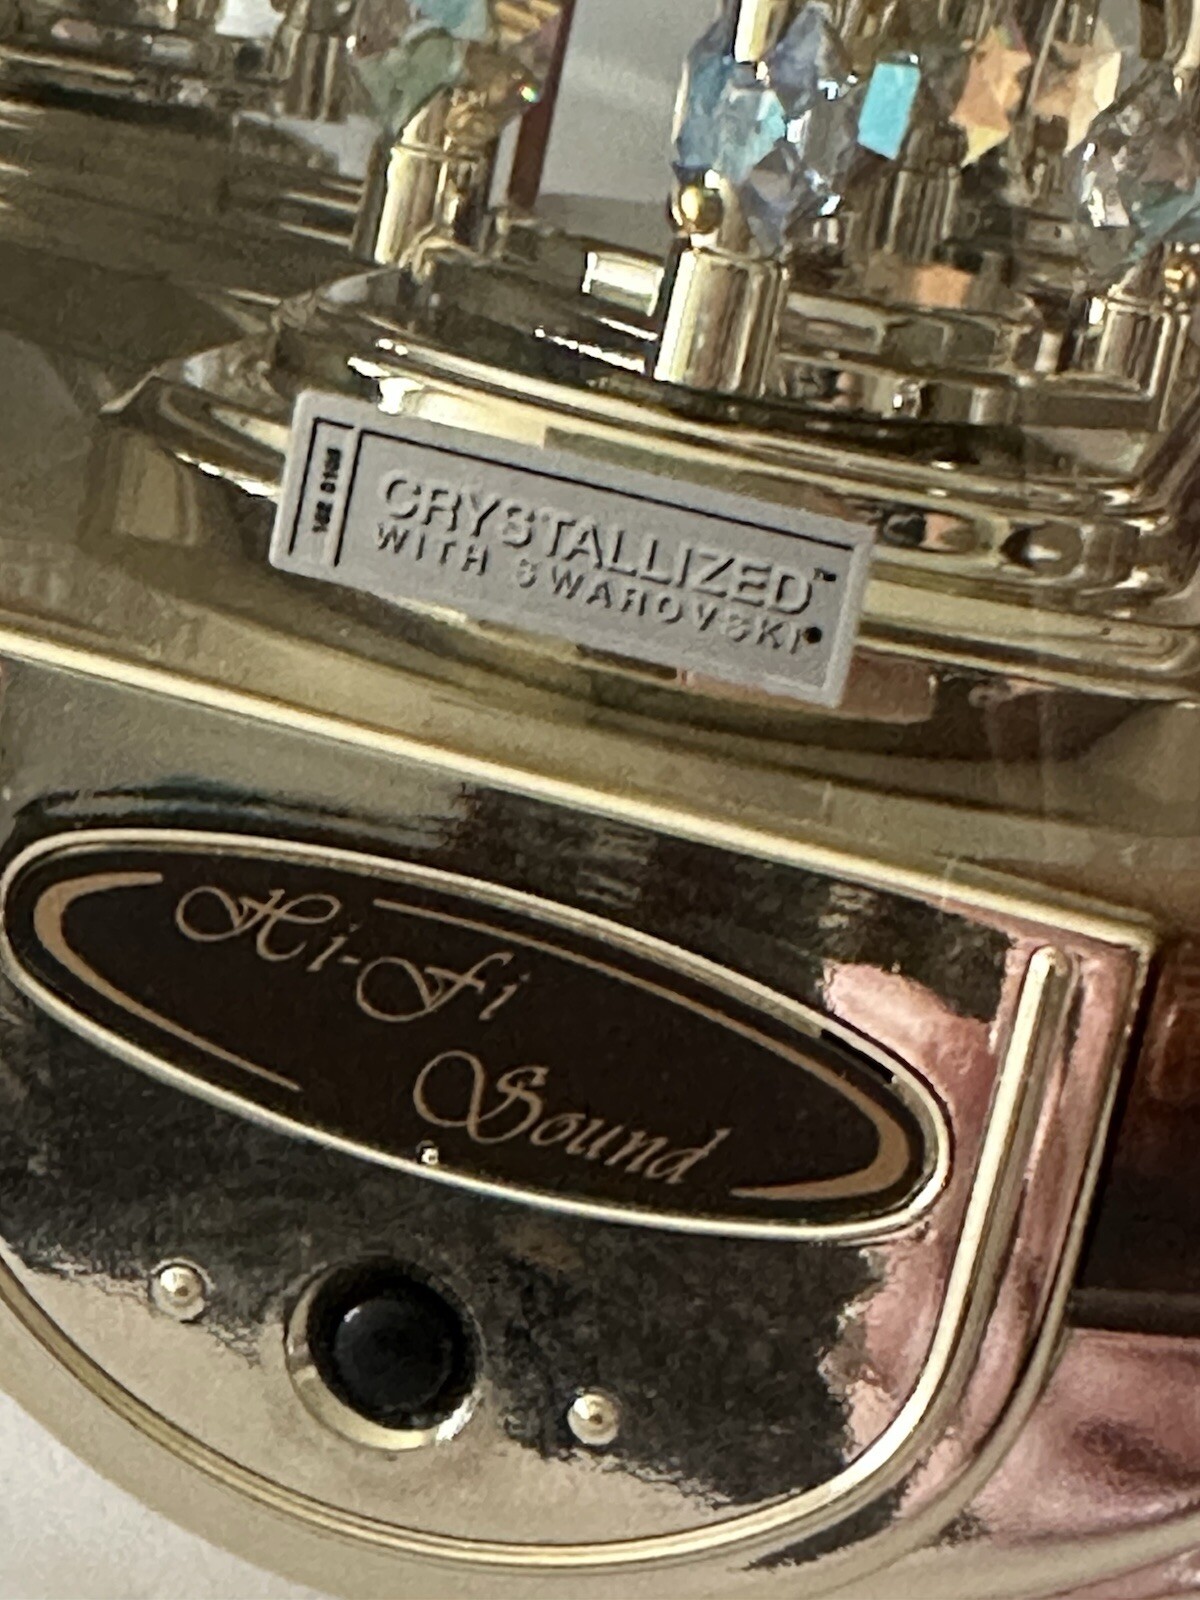 CRYSTALLIZED™
WITH SWAROVSKI
Hi-Fi
Sound